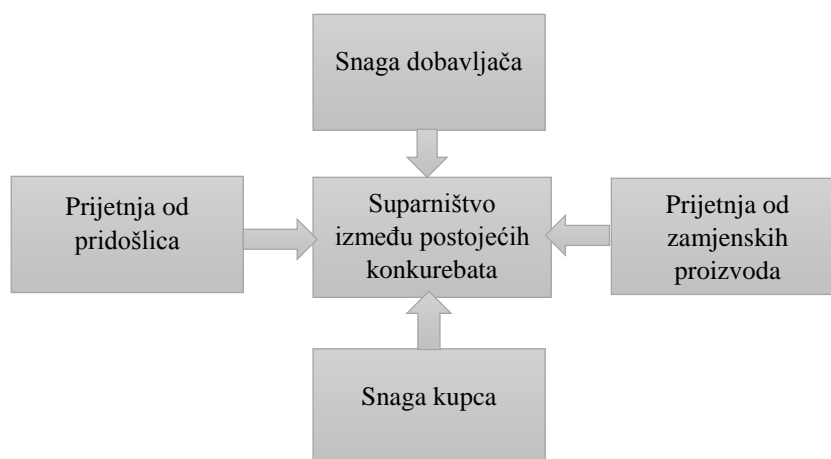 Snaga dobavljača
Prijetnja od
pridošlica
Suparništvo
između postojećih
konkurebata
Prijetnja od
zamjenskih
proizvoda
Snaga kupca